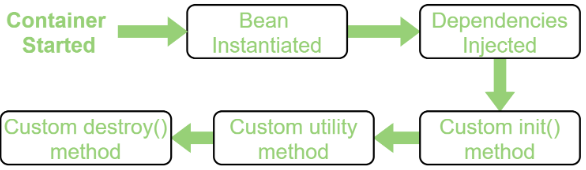 Container
Started
Bean
Instantiated
Dependencies
Injected
Custom init()
method
Custom utility
method
Custom destroy()
method